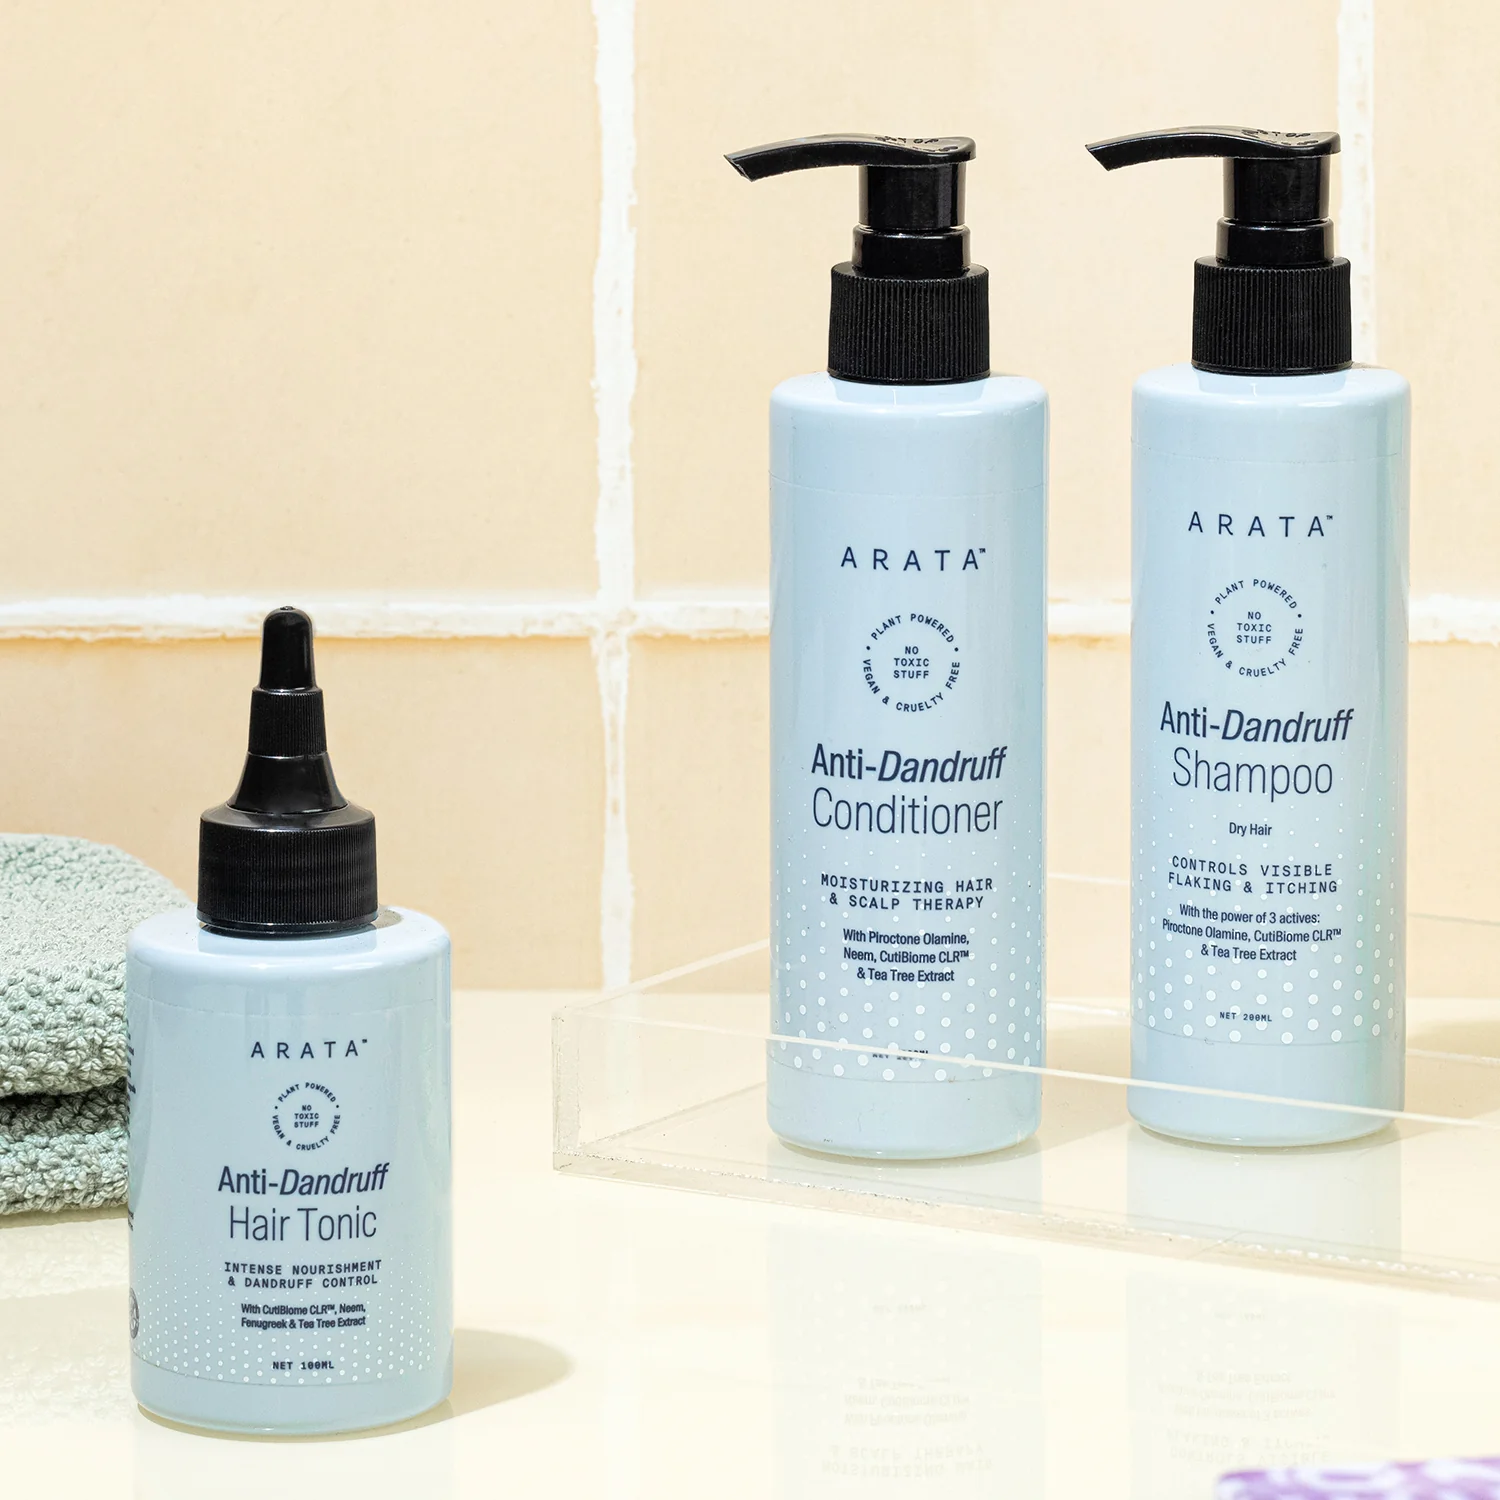 ARATA™
PLANT POWERED
VEGAN & CRUELTY FREE
NO
TOXIC
STUFF
Anti-Dandruff
Hair Tonic
INTENSE NOURISHMENT
& DANDRUFF CONTROL
With CutiBiome CLR™, Neem,
Fenugreek & Tea Tree Extract
NET 100ML
ARATA™
PLANT POWERED
VEGAN & CRUELTY FREE
NO
TOXIC
STUFF
Anti-Dandruff
Conditioner
MOISTURIZING HAIR
& SCALP THERAPY
With Piroctone Olamine,
Neem, CutiBiome CLR™
& Tea Tree Extract
ARATA™
PLANT POWERED
VEGAN & CRUELTY FREE
NO
TOXIC
STUFF
Anti-Dandruff
Shampoo
Dry Hair
CONTROLS VISIBLE
FLAKING & ITCHING
With the power of 3 actives:
Piroctone Olamine, CutiBiome CLR™
& Tea Tree Extract
NET 200ML